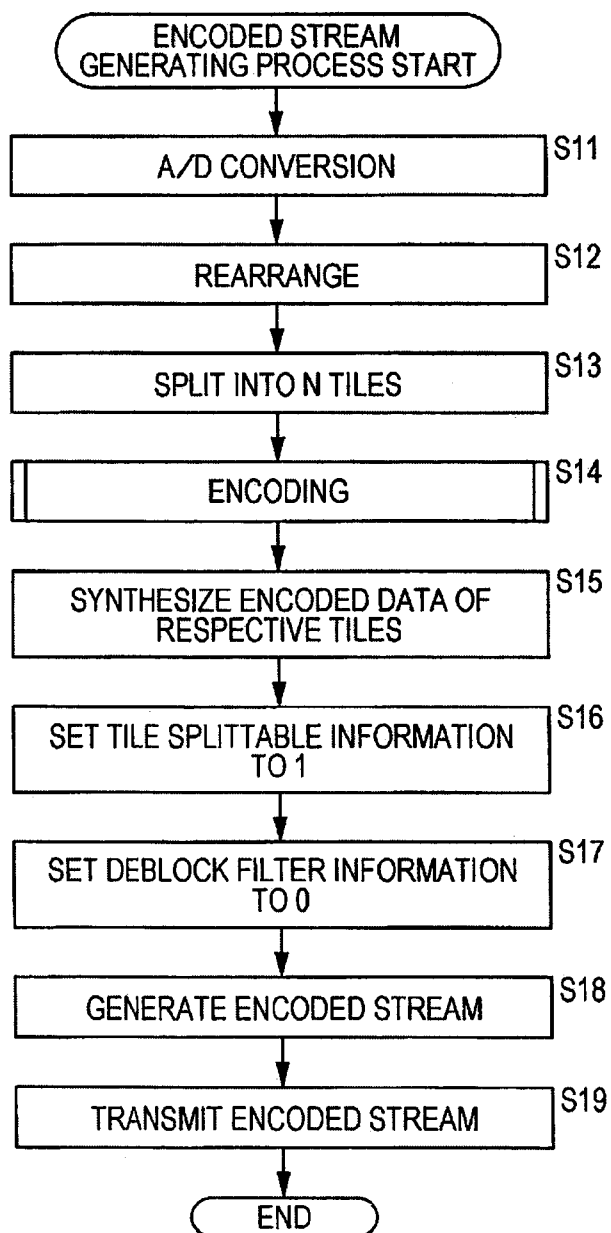 ENCODED STREAM
GENERATING PROCESS START
S11
A/D CONVERSION
S12
REARRANGE
S13
SPLIT INTO N TILES
S14
ENCODING
S15
SYNTHESIZE ENCODED DATA OF
RESPECTIVE TILES
S16
SET TILE SPLITTABLE INFORMATION
TO 1
S17
SET DEBLOCK FILTER INFORMATION
TO 0
S18
GENERATE ENCODED STREAM
S19
TRANSMIT ENCODED STREAM
END